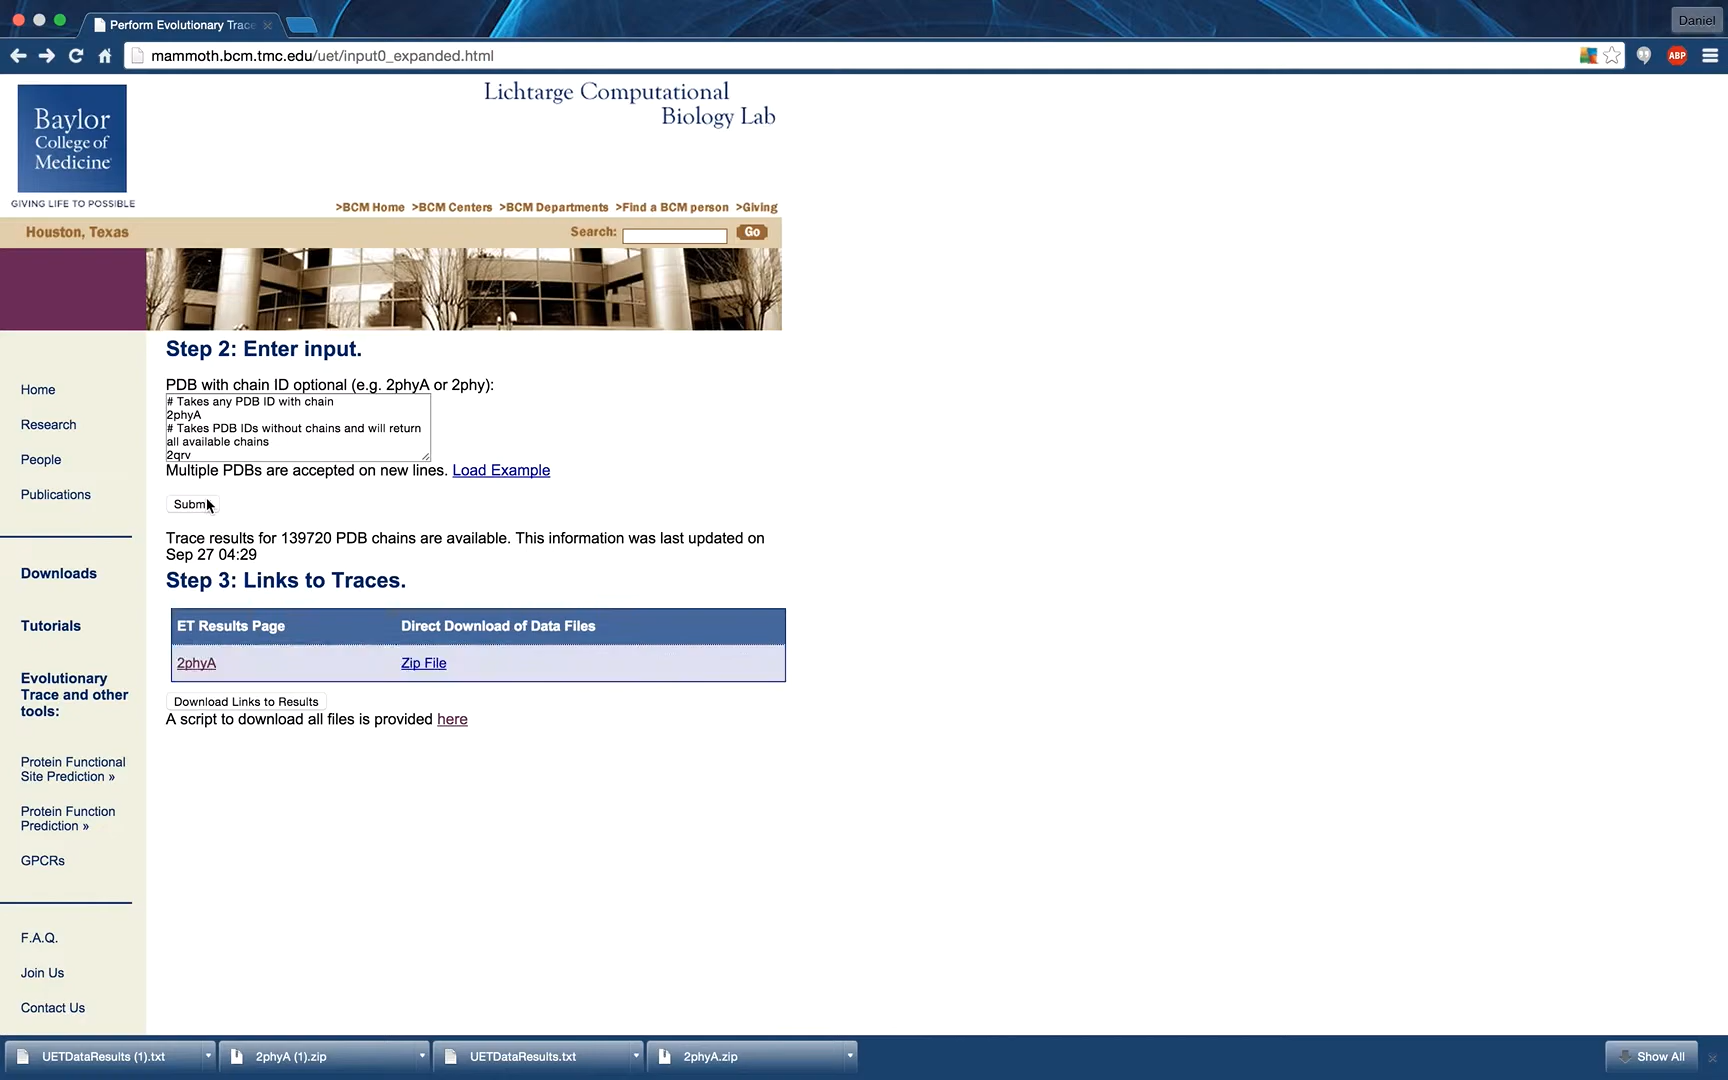 Perform Evolutionary Trace
Daniel
mammoth.bcm.tmc.edu/uet/input0_expanded.html
ABP
Lichtarge Computational
Biology Lab
Baylor
College of
Medicine
GIVING LIFE TO POSSIBLE
>BCM Home >BCM Centers >BCM Departments >Find a BCM person >Giving
Houston, Texas
Search:
Go
Step 2: Enter input.
PDB with chain ID optional (e.g. 2phyA or 2phy):
# Takes any PDB ID with chain
2phyA
# Takes PDB IDs without chains and will return
all available chains
2qrv
Multiple PDBs are accepted on new lines. Load Example
Subm
Trace results for 139720 PDB chains are available. This information was last updated on
Sep 27 04:29
Step 3: Links to Traces.
ET Results Page Direct Download of Data Files
2phyA Zip File
Download Links to Results
A script to download all files is provided here
Home
Research
People
Publications
Downloads
Tutorials
Evolutionary
Trace and other
tools:
Protein Functional
Site Prediction »
Protein Function
Prediction »
GPCRs
F.A.Q.
Join Us
Contact Us
UETDataResults (1).txt
2phyA (1).zip
UETDataResults.txt
2phyA.zip
Show All